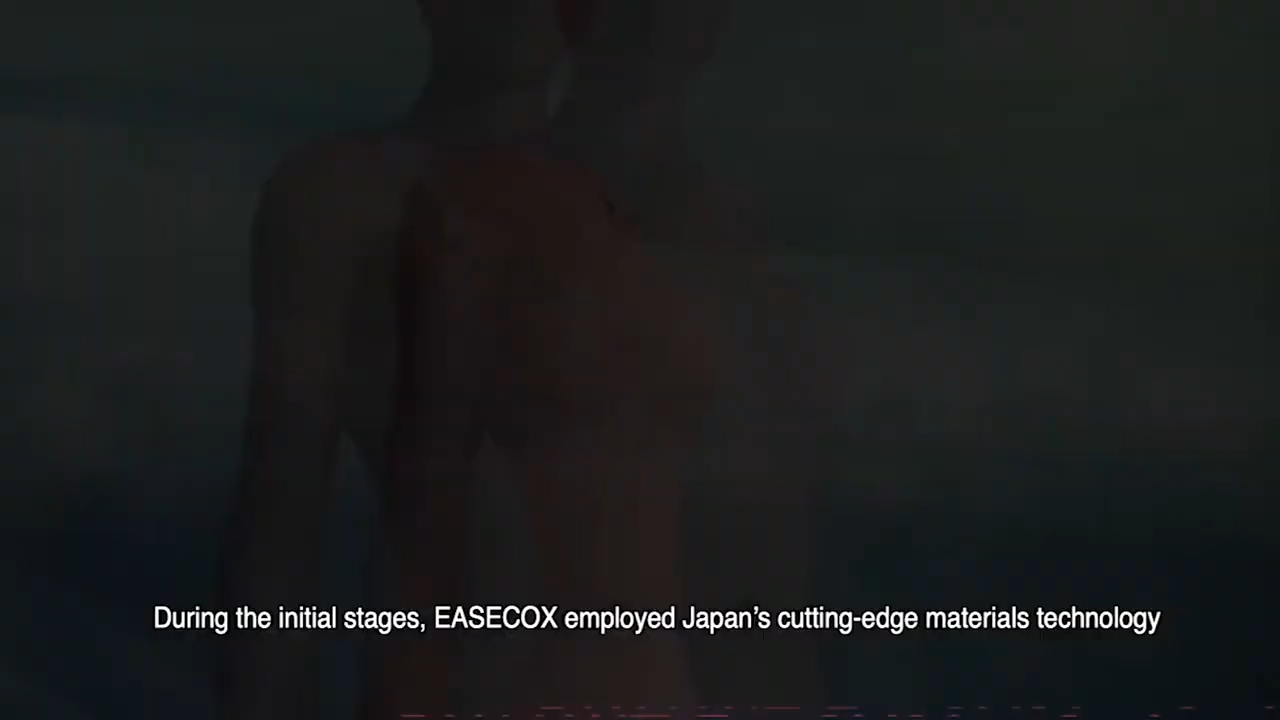 During the initial stages, EASECOX employed Japan's cutting-edge materials technology